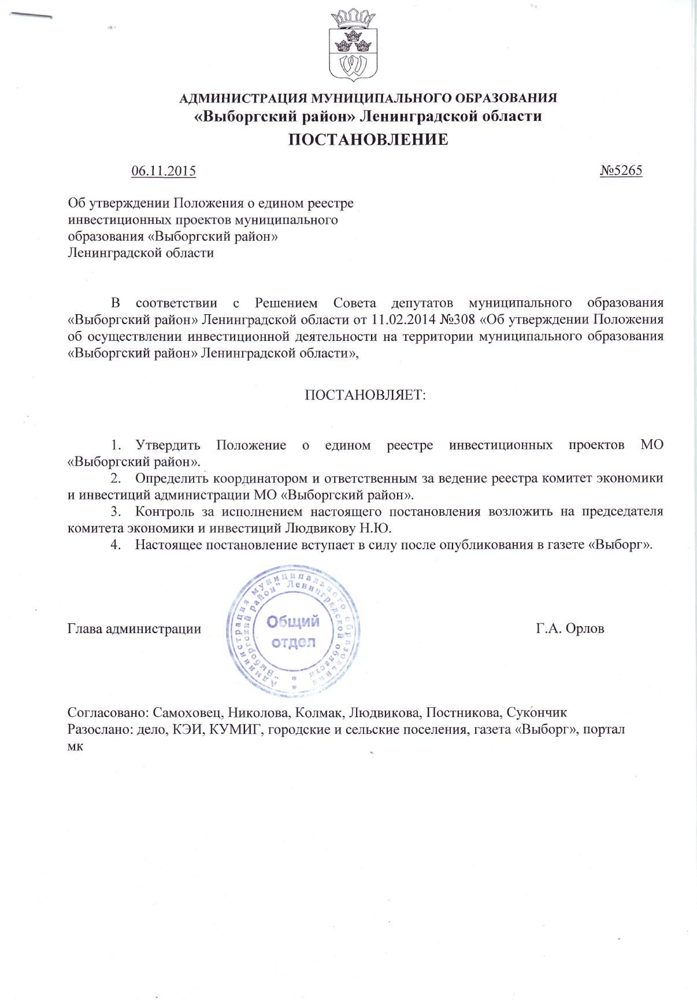 АДМИНИСТРАЦИЯ МУНИЦИПАЛЬНОГО ОБРАЗОВАНИЯ
«Выборгский район» Ленинградской области
ПОСТАНОВЛЕНИЕ
06.11.2015 №5265
Об утверждении Положения о едином реестре
инвестиционных проектов муниципального
образования «Выборгский район»
Ленинградской области
В соответствии с Решением Совета депутатов муниципального образования
«Выборгский район» Ленинградской области от 11.02.2014 №308 «Об утверждении Положения
об осуществлении инвестиционной деятельности на территории муниципального образования
«Выборгский район» Ленинградской области»,
ПОСТАНОВЛЯЕТ:
1. Утвердить Положение о едином реестре инвестиционных проектов МО
«Выборгский район».
2. Определить координатором и ответственным за ведение реестра комитет экономики
и инвестиций администрации МО «Выборгский район».
3. Контроль за исполнением настоящего постановления возложить на председателя
комитета экономики и инвестиций Людвикову Н.Ю.
4. Настоящее постановление вступает в силу после опубликования в газете «Выборг».
Администрация муниципального образования
"Выборгский район" Ленинградской области
Общий
отдел
* *
Глава администрации Г.А. Орлов
Согласовано: Самоховец, Николова, Колмак, Людвикова, Постникова, Сукончик
Разослано: дело, КЭИ, КУМИГ, городские и сельские поселения, газета «Выборг», портал
мк